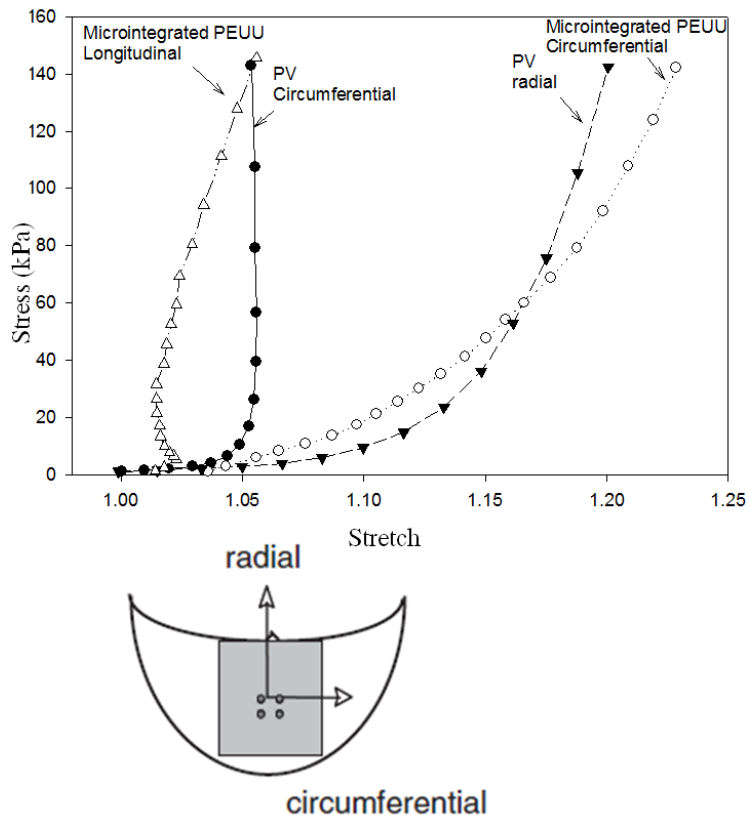 160
140
120
100
80
60
40
20
0
Stress (kPa)
Microintegrated PEUU
Longitudinal
PV
Circumferential
PV
radial
Microintegrated PEUU
Circumferential
1.00
1.05
1.10
1.15
1.20
1.25
Stretch
radial
circumferential